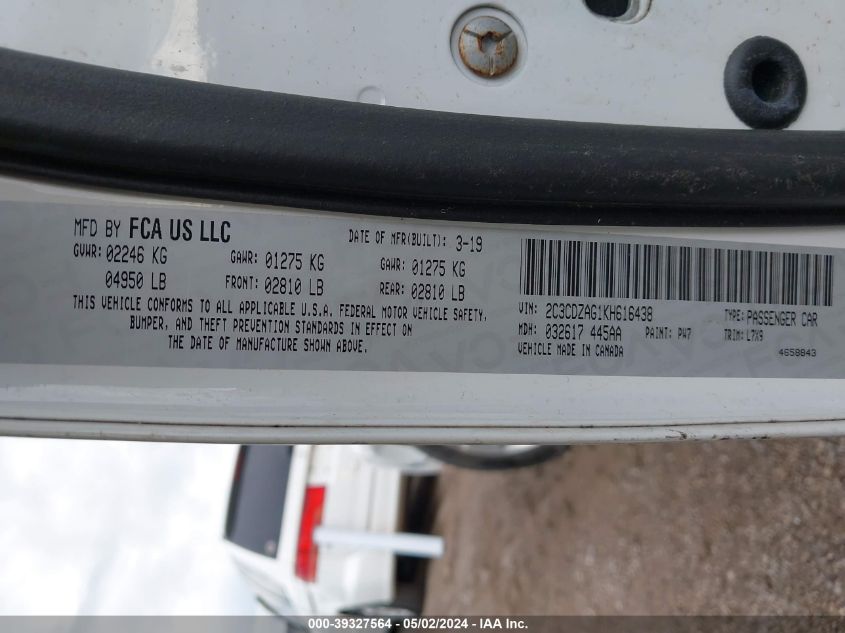 MFD BY FCA US LLC
DATE OF MFR(BUILT): 3-19
GVWR: 02246 KG
GAWR: 01275 KG
GAWR: 01275 KG
04950 LB
FRONT: 02810 LB
REAR: 02810 LB
THIS VEHICLE CONFORMS TO ALL APPLICABLE U.S.A. FEDERAL MOTOR VEHICLE SAFETY,
BUMPER, AND THEFT PREVENTION STANDARDS IN EFFECT ON
THE DATE OF MANUFACTURE SHOWN ABOVE.
VIN: 2C3CDZAG1KH616438
TYPE: PASSENGER CAR
MDH: 032617 445AA
PAINT: PW7
TRIM: L7X9
VEHICLE MADE IN CANADA
4658843
000-39327564 - 05/02/2024 - IAA Inc.